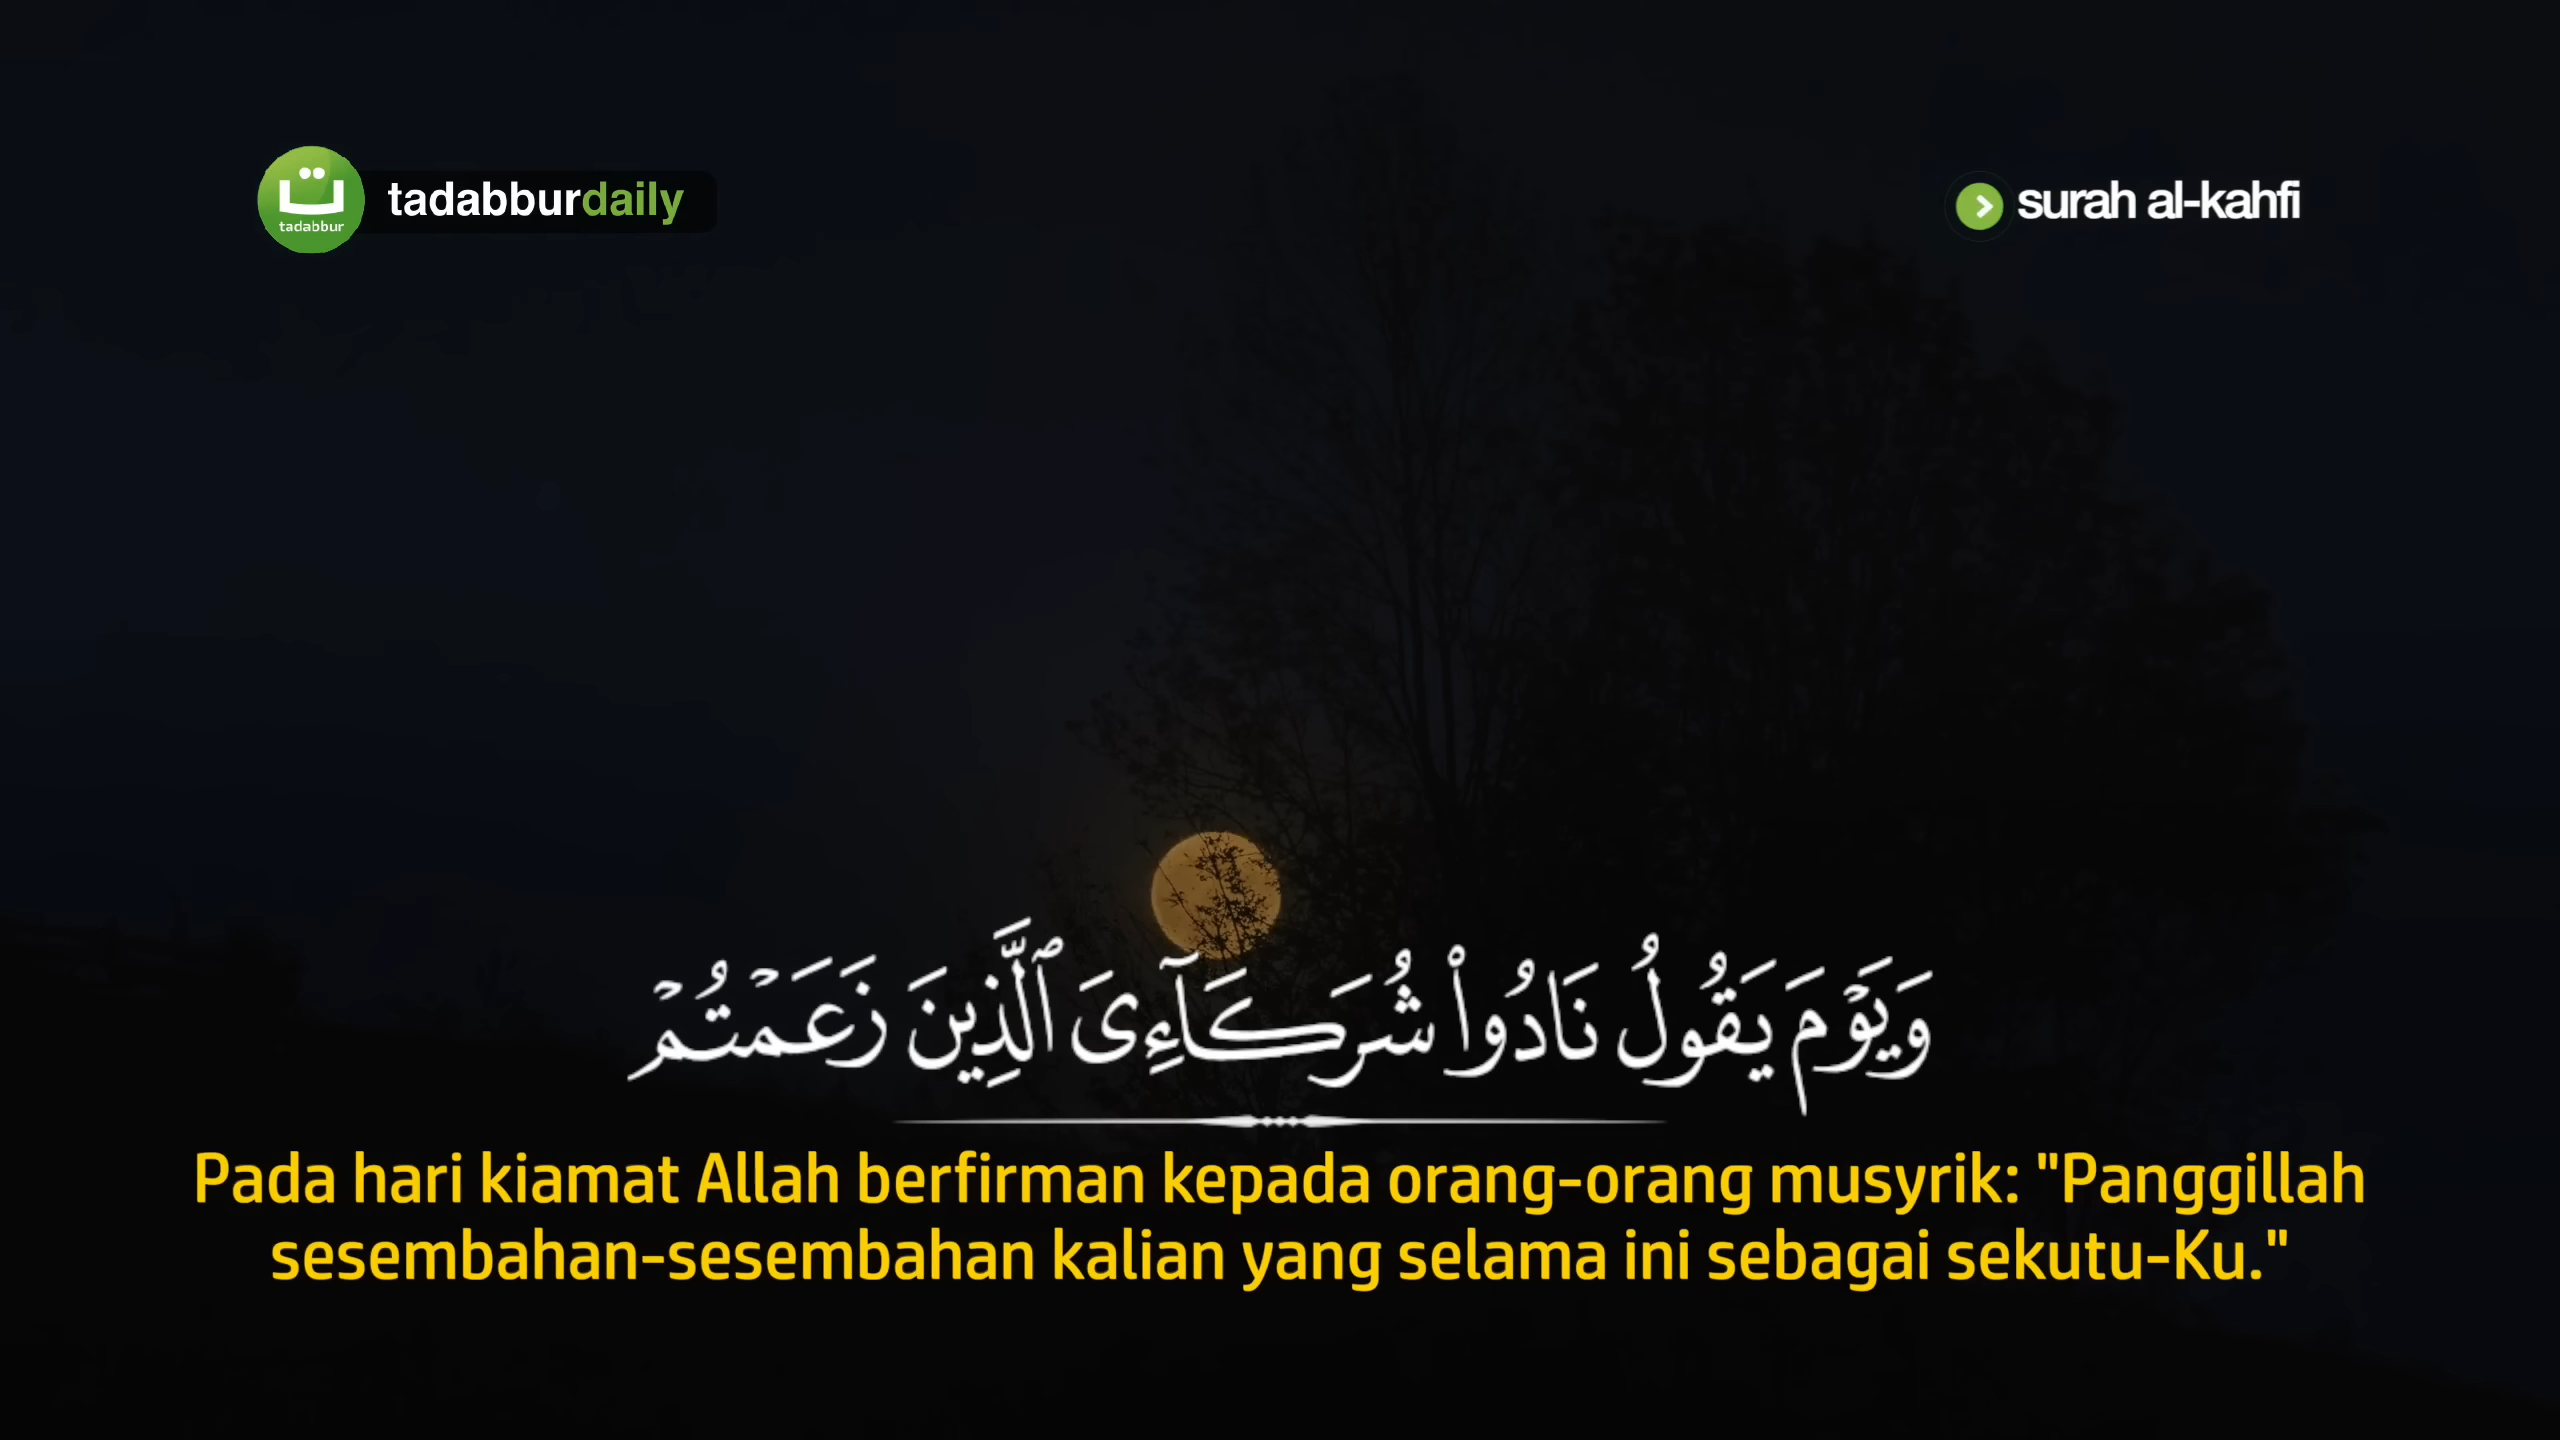 ت
tadabbur
tadabburdaily
surah al-kahfi
وَيَوْمَ يَقُولُ نَادُوا۟ شُرَكَآءِىَ ٱلَّذِينَ زَعَمْتُمْ
Pada hari kiamat Allah berfirman kepada orang-orang musyrik: "Panggillah
sesembahan-sesembahan kalian yang selama ini sebagai sekutu-Ku."